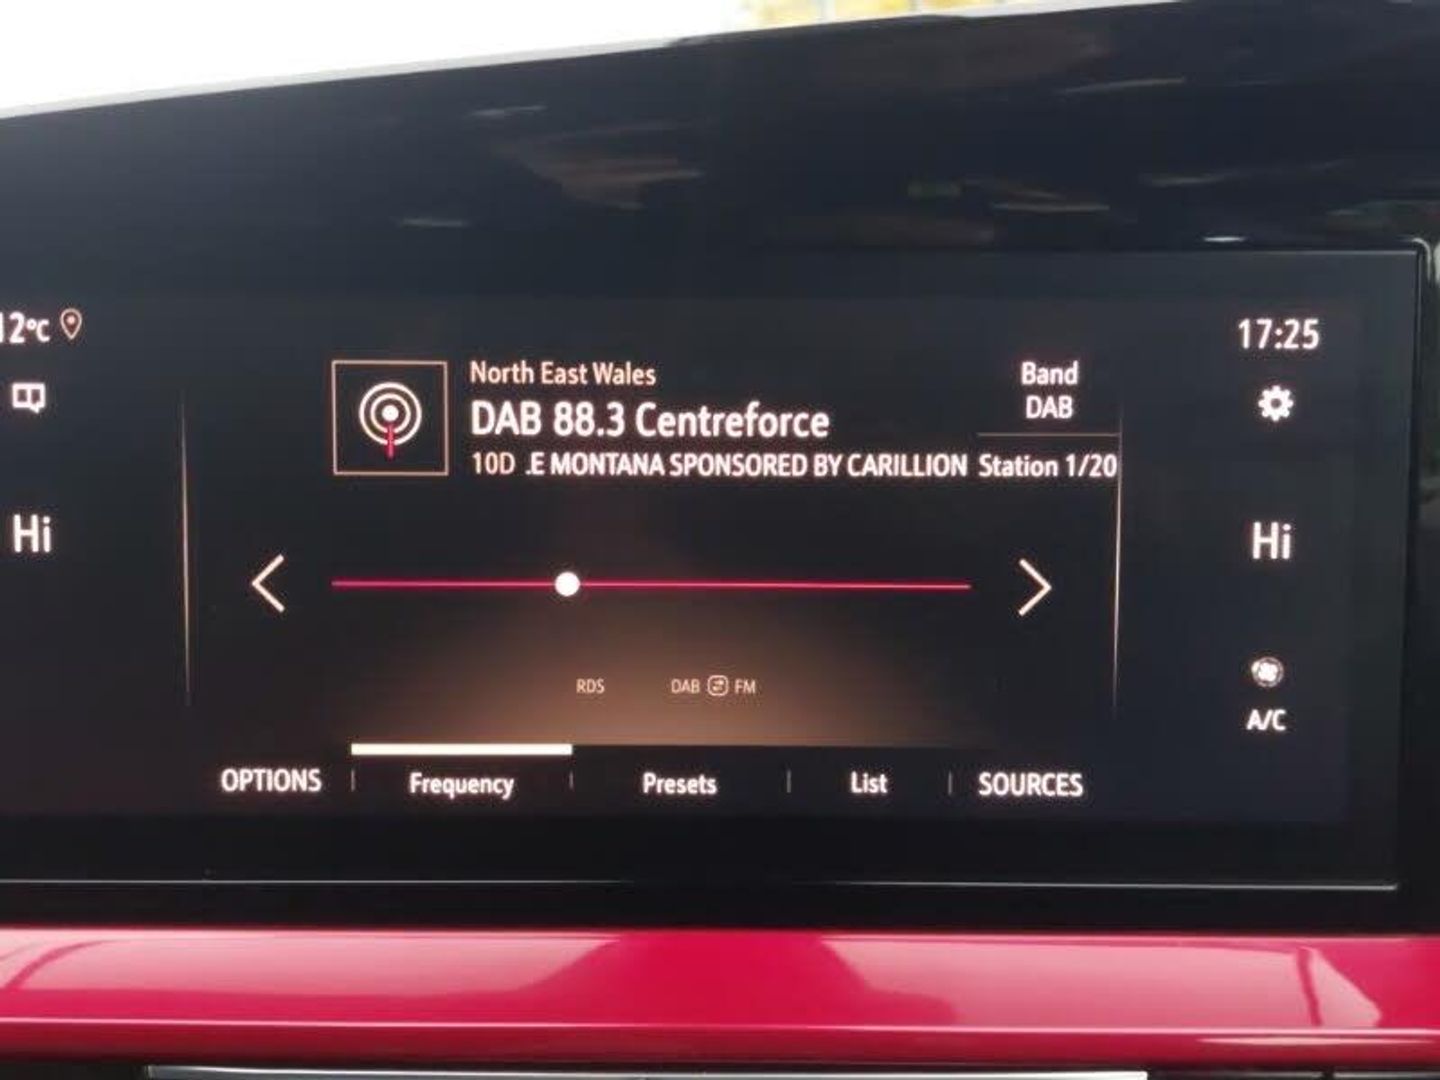 12°C
17:25
North East Wales
DAB 88.3 Centreforce
10D .E MONTANA SPONSORED BY CARILLION
Band
DAB
Station 1/20
Hi
Hi
RDS
DAB FM
A/C
OPTIONS
Frequency
Presets
List
SOURCES